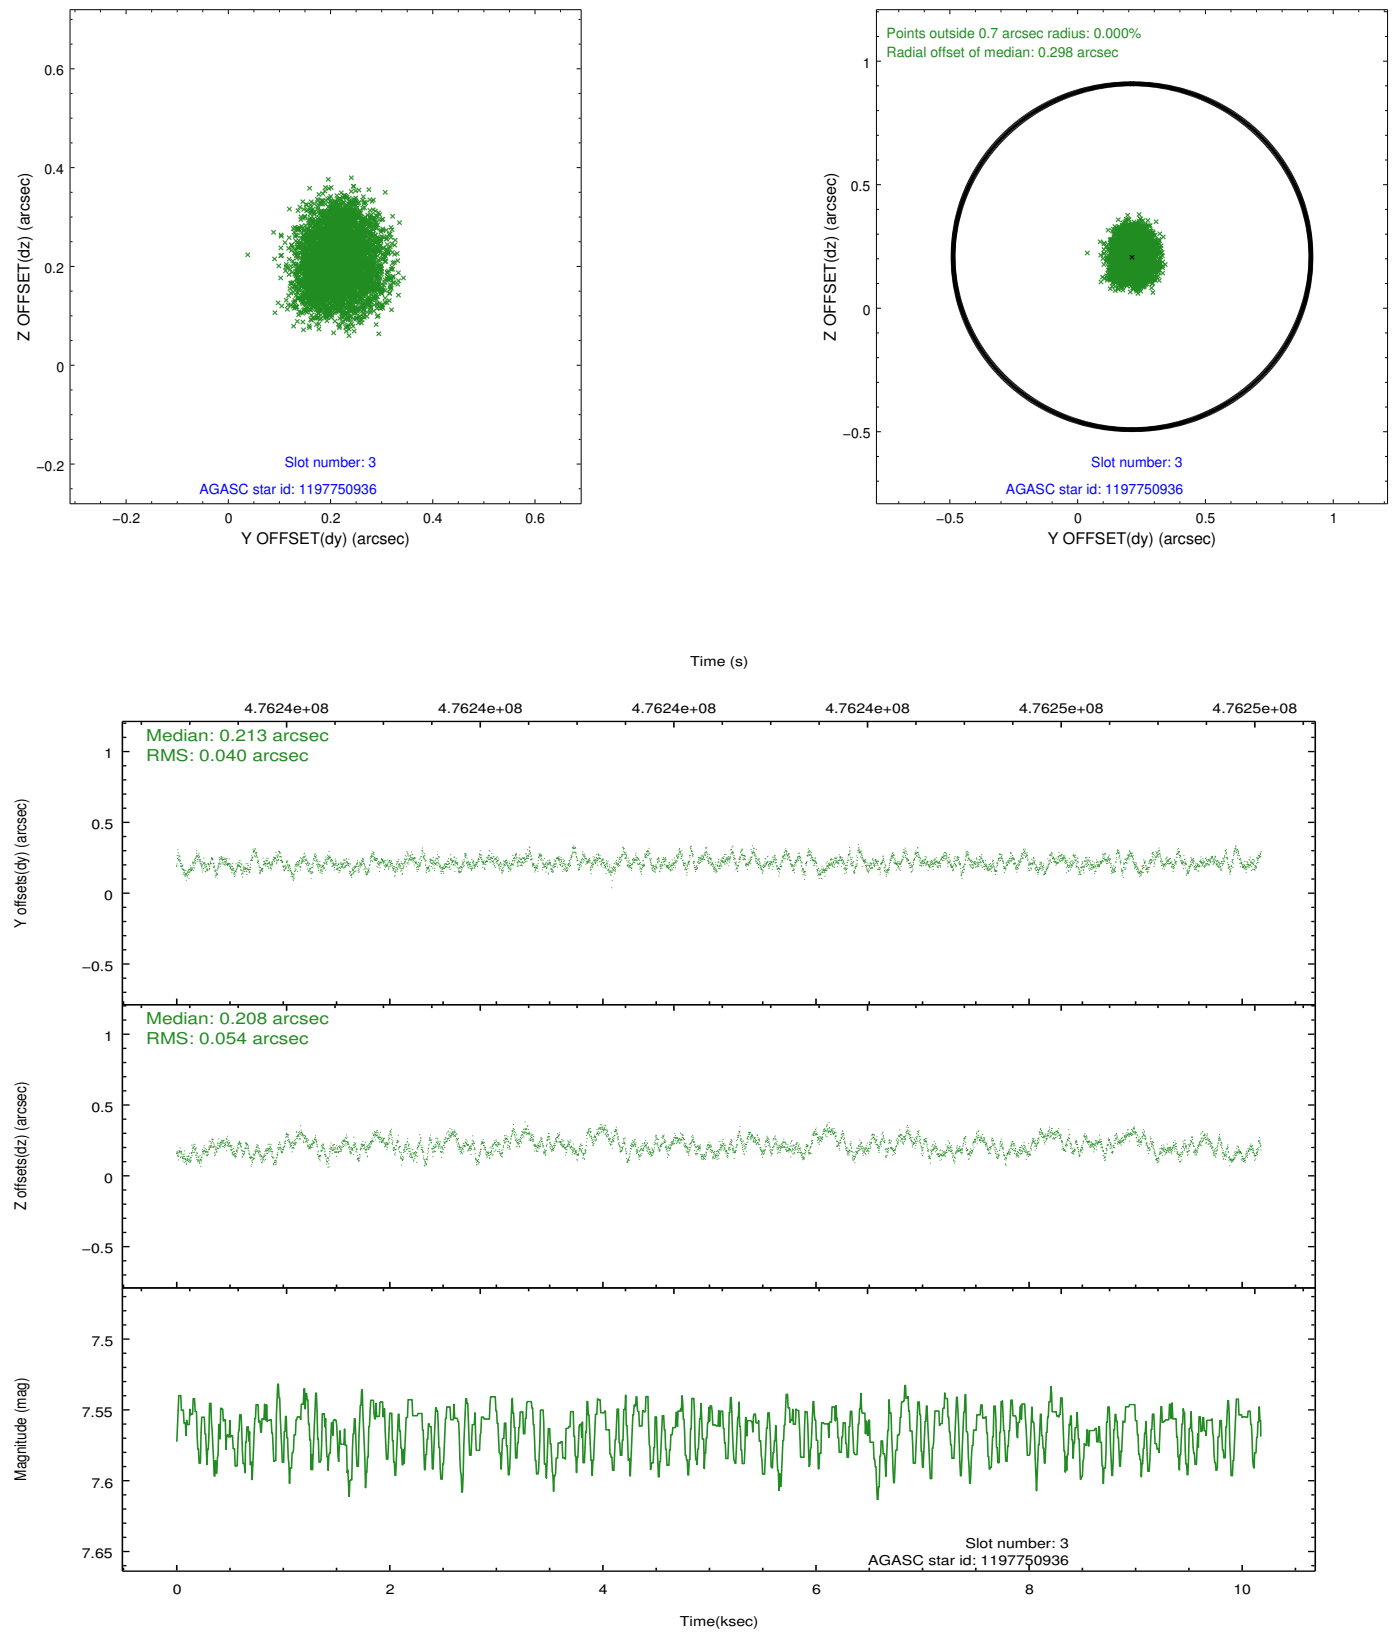 0.6
0.4
0.2
0
−0.2
Z OFFSET(dz) (arcsec)
Slot number: 3
AGASC star id: 1197750936
−0.2 0 0.2 0.4 0.6
Y OFFSET(dy) (arcsec)
Points outside 0.7 arcsec radius: 0.000%
Radial offset of median: 0.298 arcsec
1
0.5
0
−0.5
Z OFFSET(dz) (arcsec)
Slot number: 3
AGASC star id: 1197750936
−0.5 0 0.5 1
Y OFFSET(dy) (arcsec)
Time (s)
4.7624e+08 4.7624e+08 4.7624e+08 4.7624e+08 4.7625e+08 4.7625e+08
Median: 0.213 arcsec
RMS: 0.040 arcsec
1
0.5
0
−0.5
Y offsets(dy) (arcsec)
Median: 0.208 arcsec
RMS: 0.054 arcsec
1
0.5
0
−0.5
Z offsets(dz) (arcsec)
7.5
7.55
7.6
7.65
Magnitude (mag)
Slot number: 3
AGASC star id: 1197750936
0 2 4 6 8 10
Time(ksec)